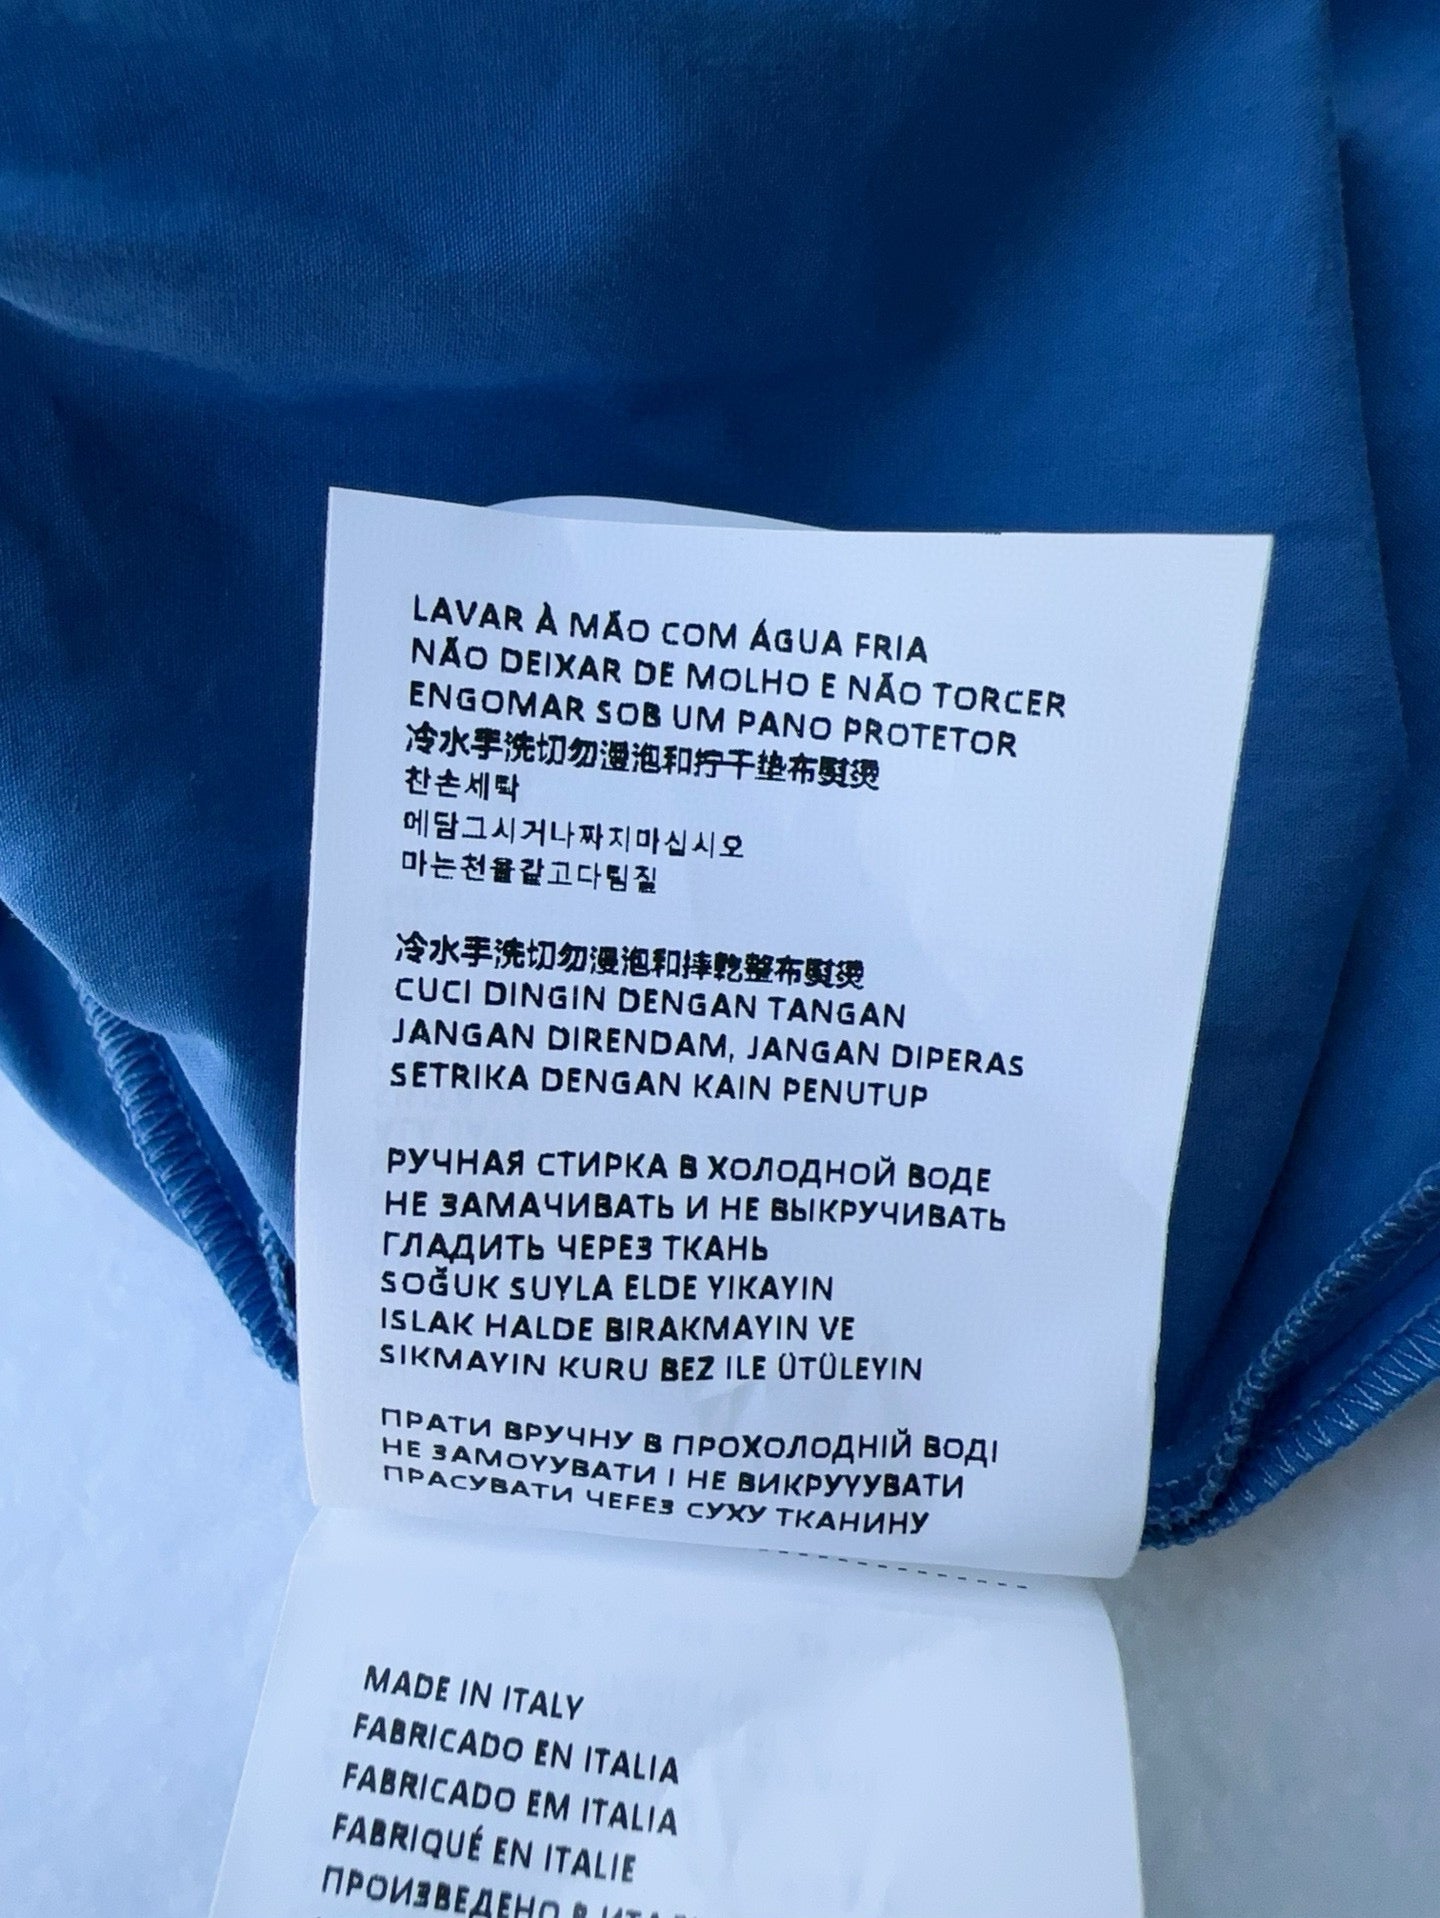 LAVAR À MÃO COM ÁGUA FRIA
NÃO DEIXAR DE MOLHO E NÃO TORCER
ENGOMAR SOB UM PANO PROTETOR
冷水手洗切勿漫泡和拧干垫布熨烫
찬손세탁
에담그시거나짜지마십시오
마는천율같고다림질
冷水手洗切勿漫泡和摔乾整布熨燙
CUCI DINGIN DENGAN TANGAN
JANGAN DIRENDAM, JANGAN DIPERAS
SETRIKA DENGAN KAIN PENUTUP
РУЧНАЯ СТИРКА В ХОЛОДНОЙ ВОДЕ
НЕ ЗАМАЧИВАТЬ И НЕ ВЫКРУЧИВАТЬ
ГЛАДИТЬ ЧЕРЕЗ ТКАНЬ
SOĞUK SUYLA ELDE YIKAYIN
ISLAK HALDE BIRAKMAYIN VE
SIKMAYIN KURU BEZ ILE ÜTÜLEYIN
ПРАТИ ВРУЧНУ В ПРОХОЛОДНІЙ ВОДІ
НЕ ЗАМОУУВАТИ І НЕ ВИКРУУУВАТИ
ПРАСУВАТИ ЧЕFЕЗ СУХУ ТКАНИНУ
MADE IN ITALY
FABRICADO EN ITALIA
FABRICADO EM ITALIA
FABRIQUÉ EN ITALIE
ПРОИЗВЕДЕНО В